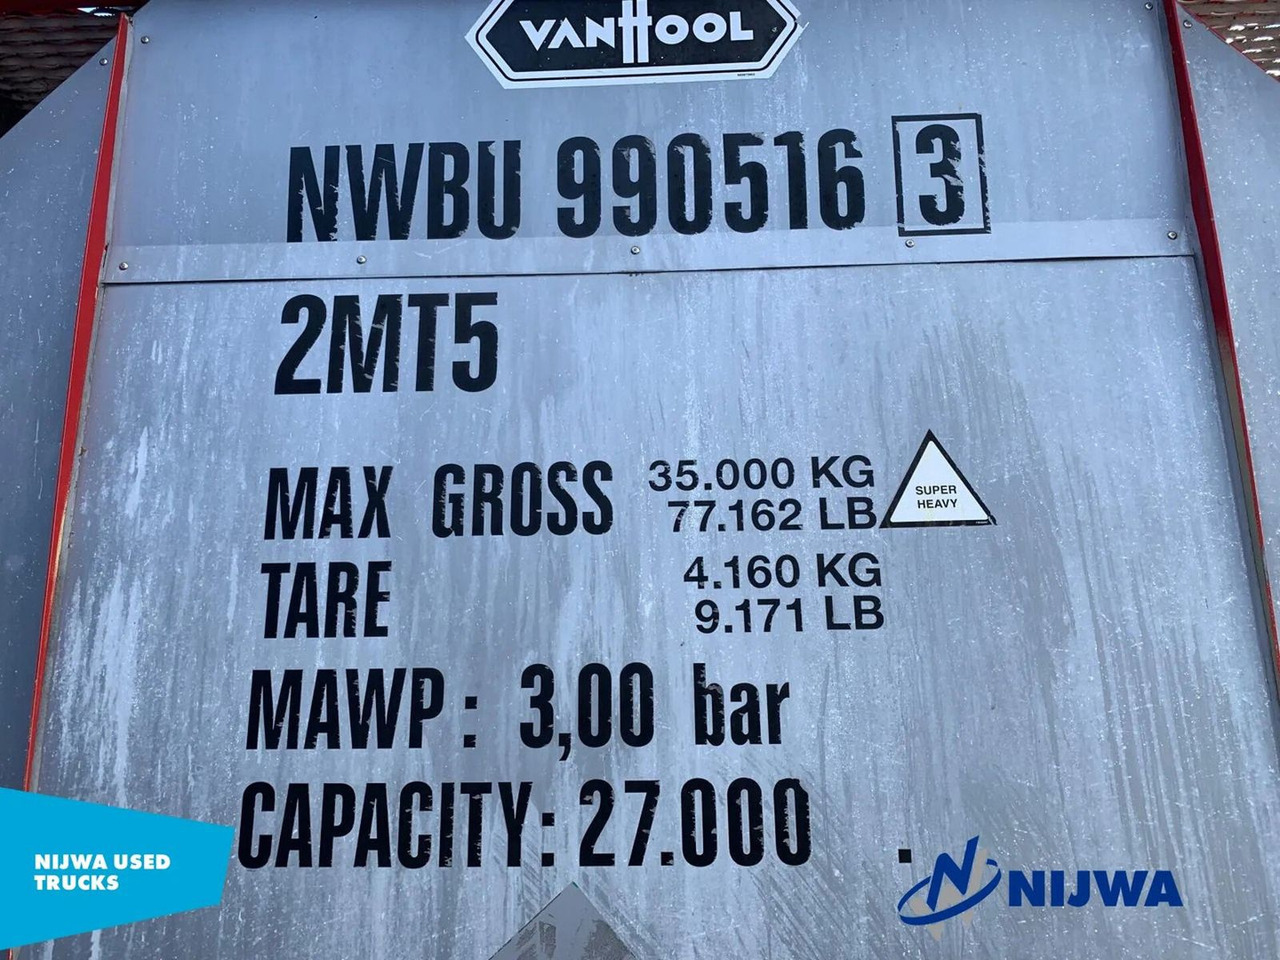 VANHOOL
NWBU 990516 3
2MT5
MAX GROSS 35.000 KG
77.162 LB
SUPER
HEAVY
TARE 4.160 KG
9.171 LB
MAWP: 3,00 bar
CAPACITY: 27.000 .
NIJWA USED
TRUCKS
NIJWA